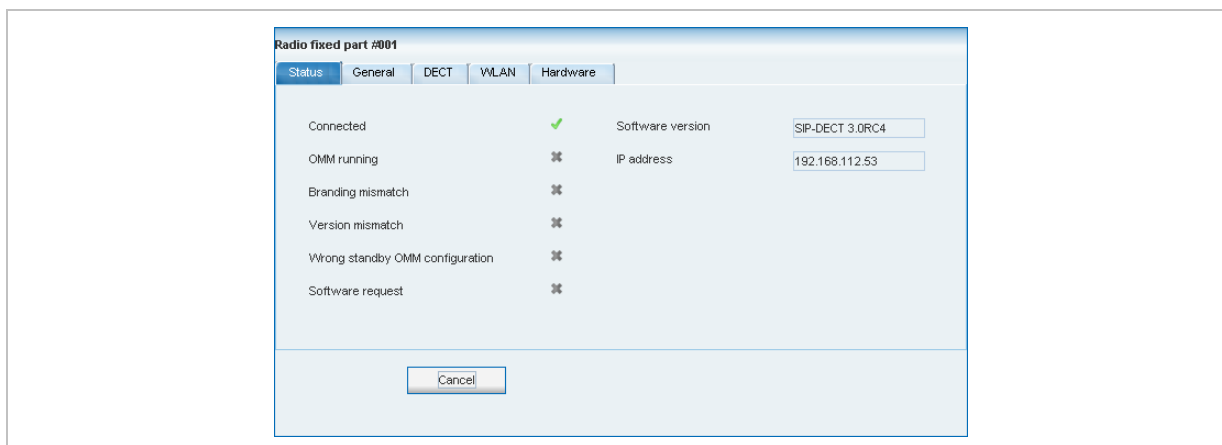 Radio fixed part #001
Status General DECT WLAN Hardware
Connected Software version SIP-DECT 3.0RC4
OMM running IP address 192.168.112.53
Branding mismatch
Version mismatch
Wrong standby OMM configuration
Software request
Cancel